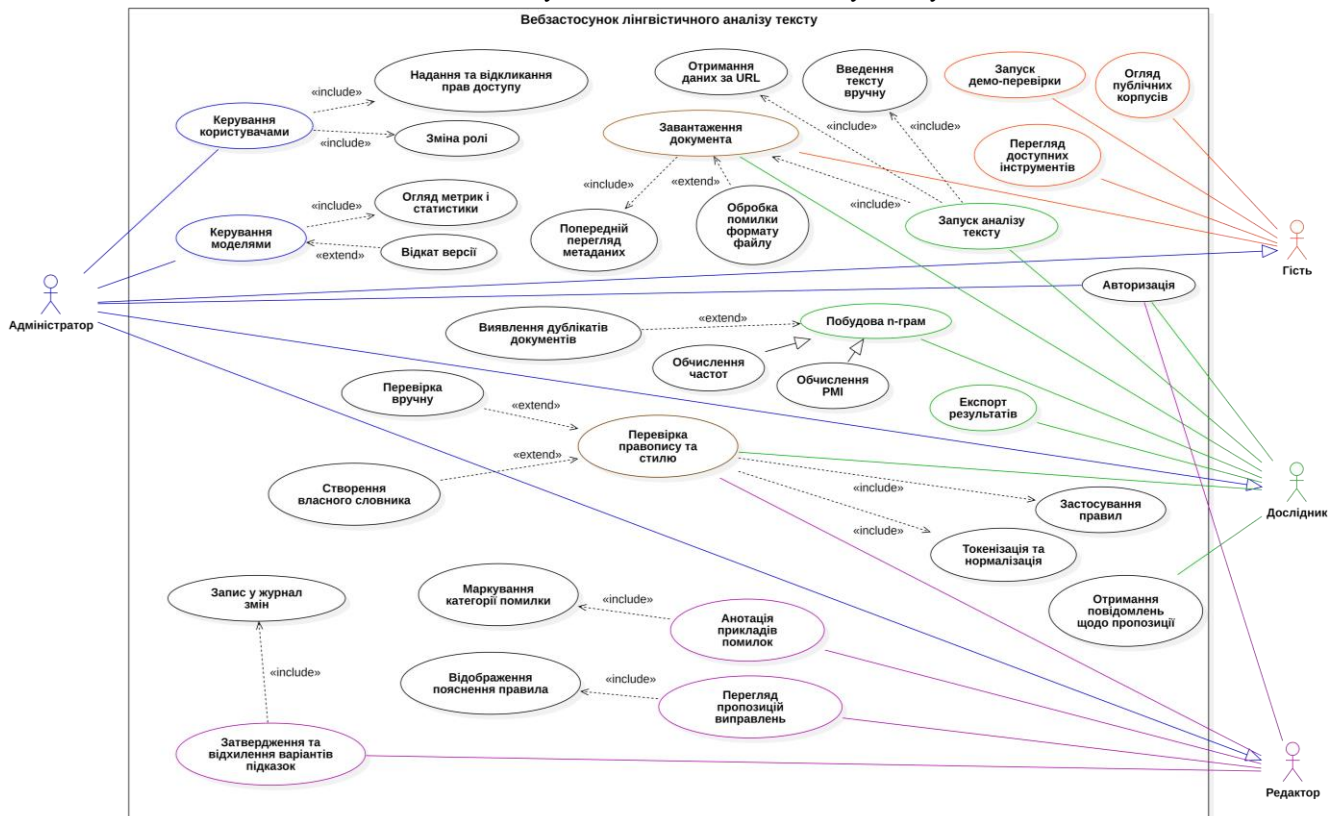 Вебзастосунок лінгвістичного аналізу тексту
Надання та відкликання
прав доступу
Отримання
даних за URL
Введення
тексту
вручну
Запуск
демо-перевірки
Огляд
публічних
корпусів
«include»
Керування
користувачами
«include»
Зміна ролі
Завантаження
документа
«include»
«include»
Перегляд
доступних
інструментів
Огляд метрик і
статистики
«include»
«include»
«extend»
«include»
Керування
моделями
«extend»
Відкат версії
Попередній
перегляд
метаданих
Обробка
помилки
формату
файлу
Запуск аналізу
тексту
Гість
Авторизація
Адміністратор
Виявлення дублікатів
документів
«extend»
Побудова n-грам
Обчислення
частот
Обчислення
PMI
Перевірка
вручну
«extend»
Експорт
результатів
Перевірка
правопису та
стилю
«extend»
Створення
власного словника
«include»
Застосування
правил
Дослідник
«include»
Токенізація та
нормалізація
Запис у журнал
змін
Маркування
категорії помилки
«include»
Анотація
прикладів
помилок
Отримання
повідомлень
щодо пропозиції
«include»
Відображення
пояснення правила
«include»
Перегляд
пропозицій
виправлень
Затвердження та
відхилення варіантів
підказок
Редактор